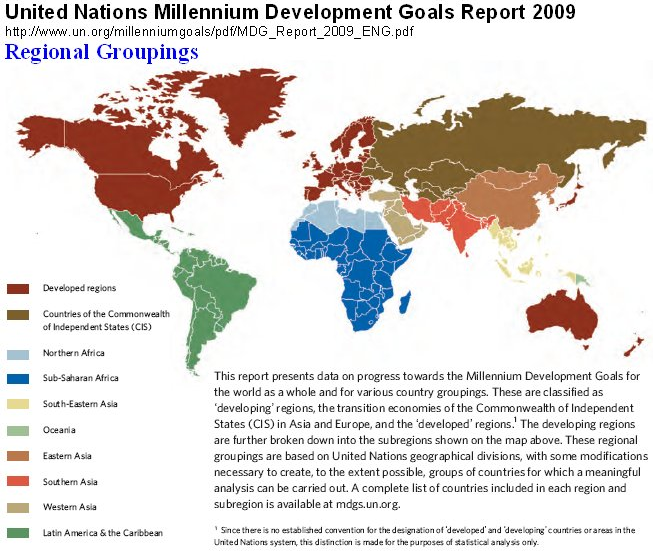 United Nations Millennium Development Goals Report 2009
http://www.un.org/millenniumgoals/pdf/MDG_Report_2009_ENG.pdf
Regional Groupings
Developed regions
Countries of the Commonwealth
of Independent States (CIS)
Northern Africa
Sub-Saharan Africa
South-Eastern Asia
Oceania
Eastern Asia
Southern Asia
Western Asia
Latin America & the Caribbean
This report presents data on progress towards the Millennium Development Goals for
the world as a whole and for various country groupings. These are classified as
‘developing’ regions, the transition economies of the Commonwealth of Independent
States (CIS) in Asia and Europe, and the ‘developed’ regions.¹ The developing regions
are further broken down into the subregions shown on the map above. These regional
groupings are based on United Nations geographical divisions, with some modifications
necessary to create, to the extent possible, groups of countries for which a meaningful
analysis can be carried out. A complete list of countries included in each region and
subregion is available at mdgs.un.org.
¹ Since there is no established convention for the designation of ‘developed’ and ‘developing’ countries or areas in the
United Nations system, this distinction is made for the purposes of statistical analysis only.